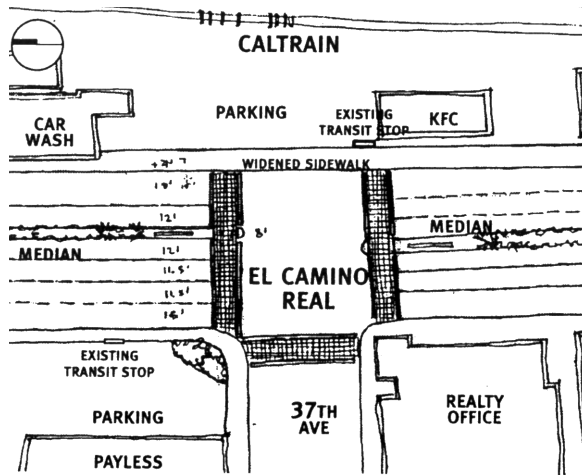 CALTRAIN
PARKING
EXISTING
TRANSIT STOP
KFC
CAR
WASH
WIDENED SIDEWALK
12'
8'
MEDIAN
MEDIAN
12'
11.5'
11.5'
16'
EL CAMINO
REAL
EXISTING
TRANSIT STOP
PARKING
37TH
AVE
REALTY
OFFICE
PAYLESS